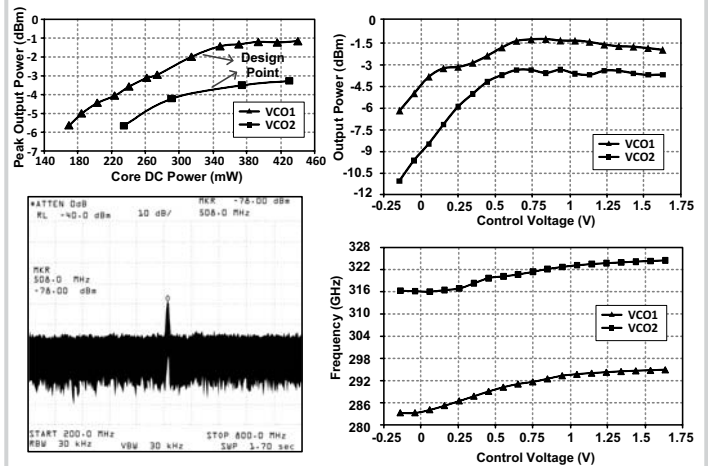 Peak Output Power (dBm)
0
-1
-2
-3
-4
-5
-6
-7
140 180 220 260 300 340 380 420 460
Core DC Power (mW)
Design
Point
VCO1
VCO2
Output Power (dBm)
0
-1.5
-3
-4.5
-6
-7.5
-9
-10.5
-12
-0.25 0 0.25 0.5 0.75 1 1.25 1.5 1.75
Control Voltage (V)
VCO1
VCO2
*ATTEN 0dB
RL -40.0 dBm
10 dB/
MKR -76.00 dBm
508.0 MHz
MKR
508.0 MHz
-76.00 dBm
START 200.0 MHz
STOP 800.0 MHz
RBW 30 kHz
VBW 30 kHz
SWP 1.70 sec
Frequency (GHz)
328
322
316
310
304
298
292
286
280
-0.25 0 0.25 0.5 0.75 1 1.25 1.5 1.75
Control Voltage (V)
VCO1
VCO2